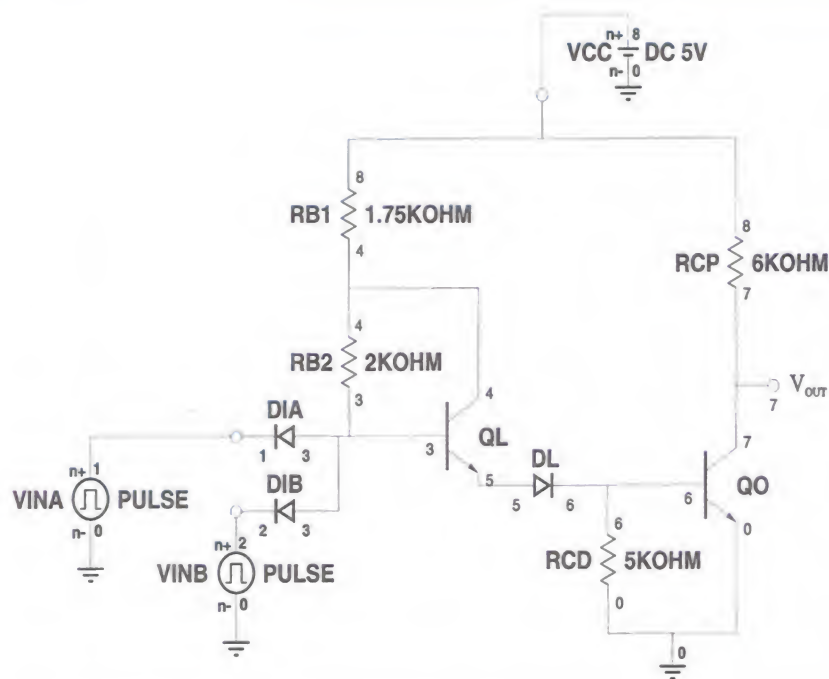 n+ 8
VCC DC 5V
n- 0
8
RB1 1.75KOHM
4
8
RCP 6KOHM
7
4
RB2 2KOHM
3
4
V_OUT
7
DIA
1 3
3
QL
5
DL
5 6
7
6
QO
0
n+ 1
VINA PULSE
n- 0
DIB
2 3
n+ 2
VINB PULSE
n- 0
6
RCD 5KOHM
0
0